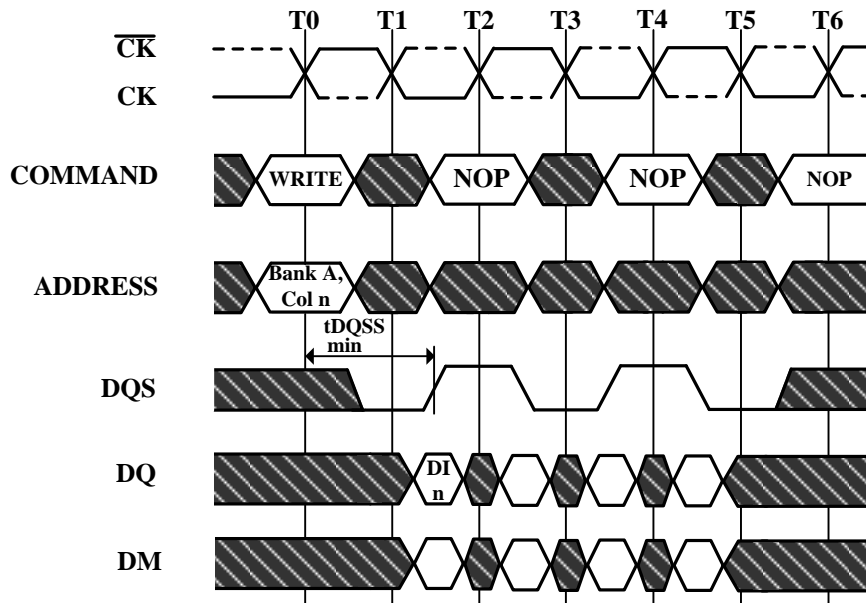 T0 T1 T2 T3 T4 T5 T6
CK
CK
COMMAND
WRITE NOP NOP NOP
ADDRESS
Bank A,
Col n
tDQSS
min
DQS
DQ
DI
n
DM